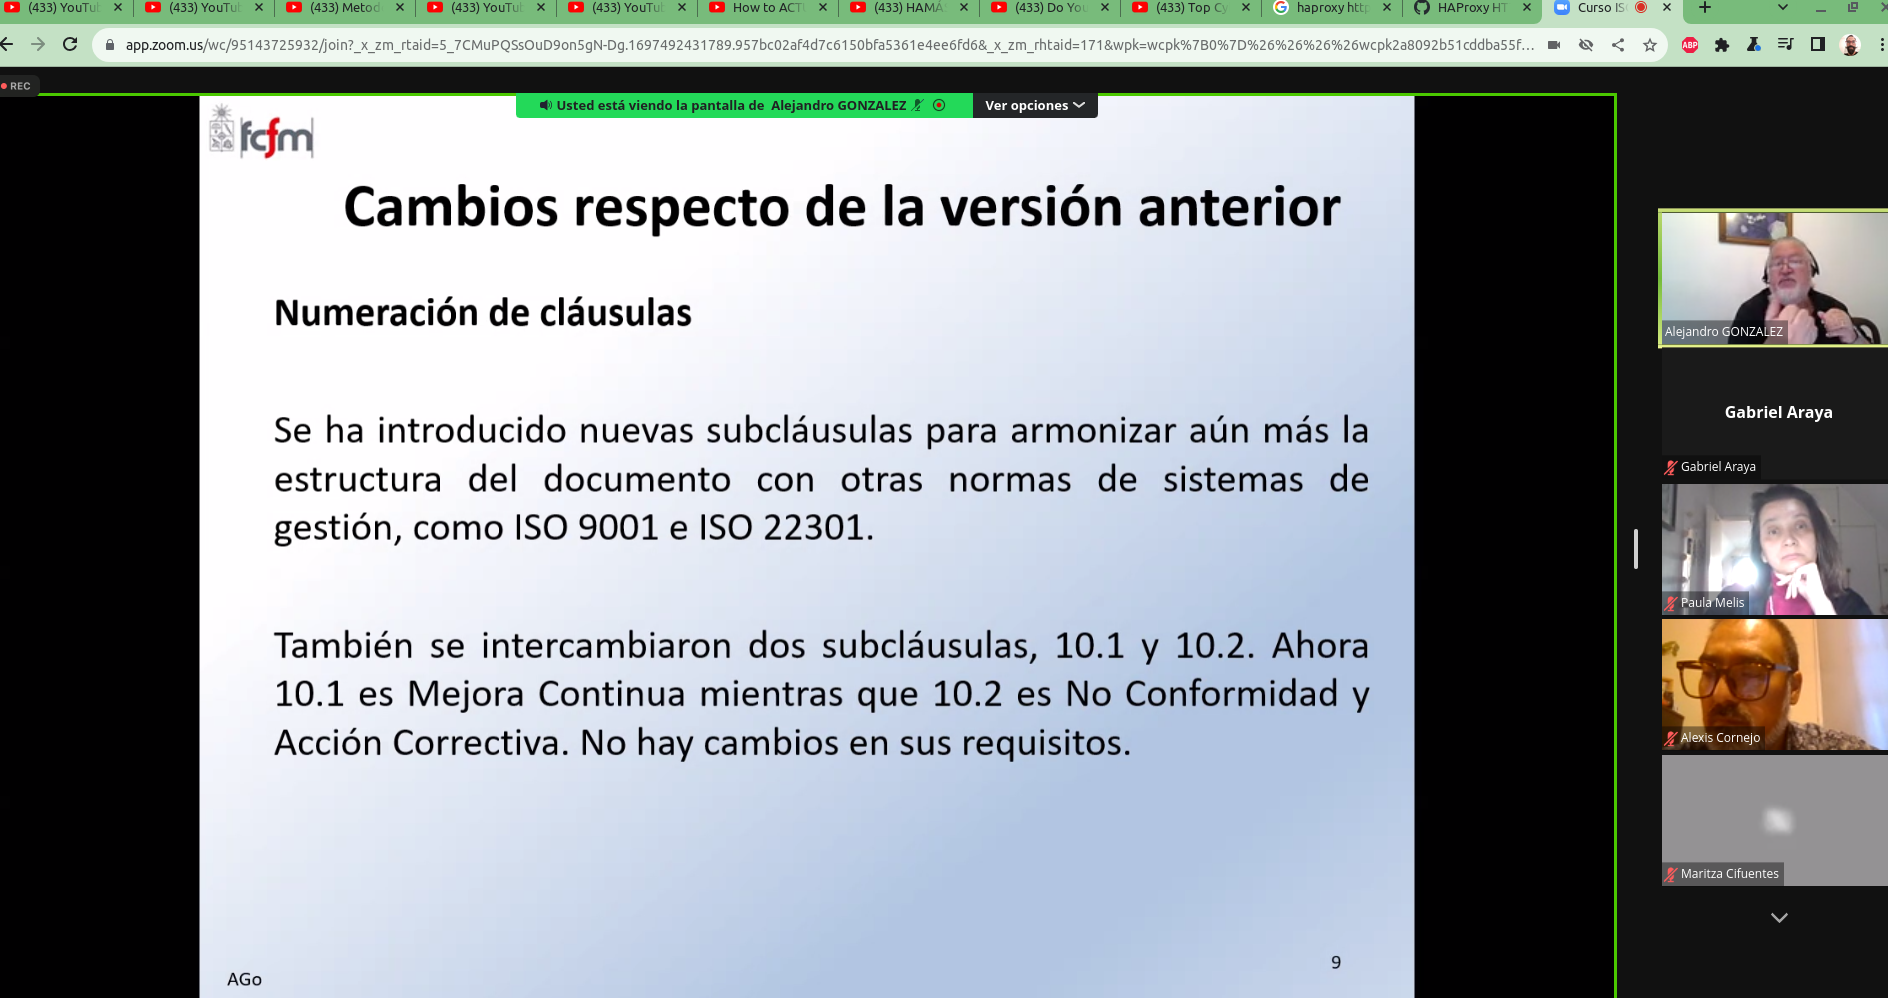 (433) YouTu
(433) YouTu
(433) Metod
(433) YouTu
(433) YouTu
How to ACT
(433) HAMÁ
(433) Do You
(433) Top Cy
haproxy http
HAProxy HT
Curso IS
app.zoom.us/wc/95143725932/join?_x_zm_rtaid=5_7CMuPQSsOuD9on5gN-Dg.1697492431789.957bc02af4d7c6150bfa5361e4ee6fd6&_x_zm_rhtaid=171&wpk=wcpk%7B0%7D%26%26%26%26wcpk2a8092b51cddba55f...
ABP
REC
Usted está viendo la pantalla de Alejandro GONZALEZ
Ver opciones
fcfm
Cambios respecto de la versión anterior
Numeración de cláusulas
Se ha introducido nuevas subcláusulas para armonizar aún más la
estructura del documento con otras normas de sistemas de
gestión, como ISO 9001 e ISO 22301.
También se intercambiaron dos subcláusulas, 10.1 y 10.2. Ahora
10.1 es Mejora Continua mientras que 10.2 es No Conformidad y
Acción Correctiva. No hay cambios en sus requisitos.
AGo
9
Alejandro GONZALEZ
Gabriel Araya
Gabriel Araya
Paula Melis
Alexis Cornejo
Maritza Cifuentes